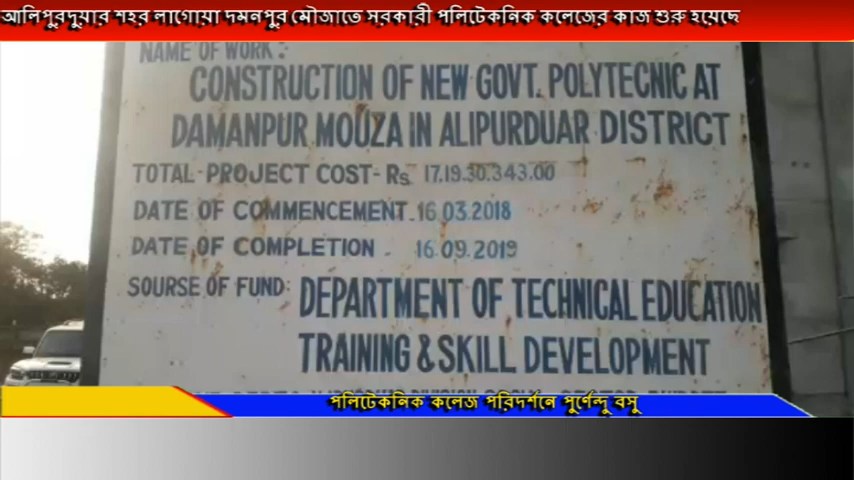 আলিপুরদুয়ার শহর লাগোয়া দমনপুর মৌজাতে সরকারী পলিটেকনিক কলেজের কাজ শুরু হয়েছে
NAME OF WORK :
CONSTRUCTION OF NEW GOVT. POLYTECNIC AT
DAMANPUR MOUZA IN ALIPURDUAR DISTRICT
TOTAL-PROJECT COST- Rs 17.19.30.343.00
DATE OF COMMENCEMENT. 16.03.2018
DATE OF COMPLETION - 16.09.2019
SOURSE OF FUND: DEPARTMENT OF TECHNICAL EDUCATION
TRAINING & SKILL DEVELOPMENT
পলিটেকনিক কলেজ পরিদর্শনে পুর্ণেন্দু বসু